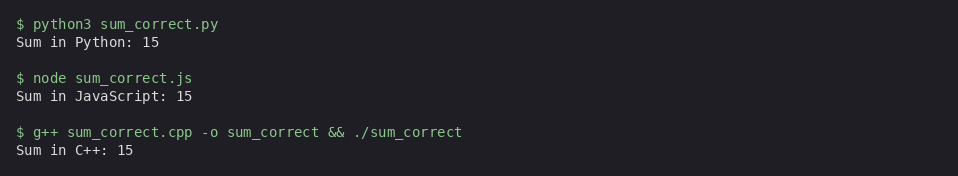 $ python3 sum_correct.py
Sum in Python: 15
$ node sum_correct.js
Sum in JavaScript: 15
$ g++ sum_correct.cpp -o sum_correct && ./sum_correct
Sum in C++: 15